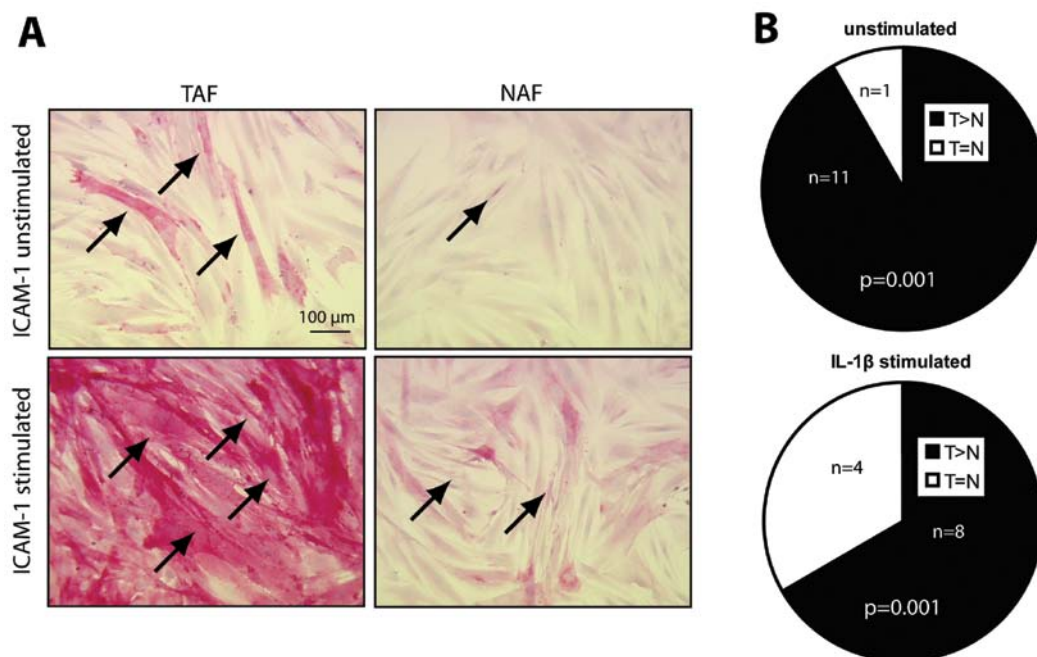 A
TAF
NAF
ICAM-1 unstimulated
100 µm
ICAM-1 stimulated
B
unstimulated
n=1
T>N
T=N
n=11
p=0.001
IL-1β stimulated
T>N
T=N
n=4
n=8
p=0.001